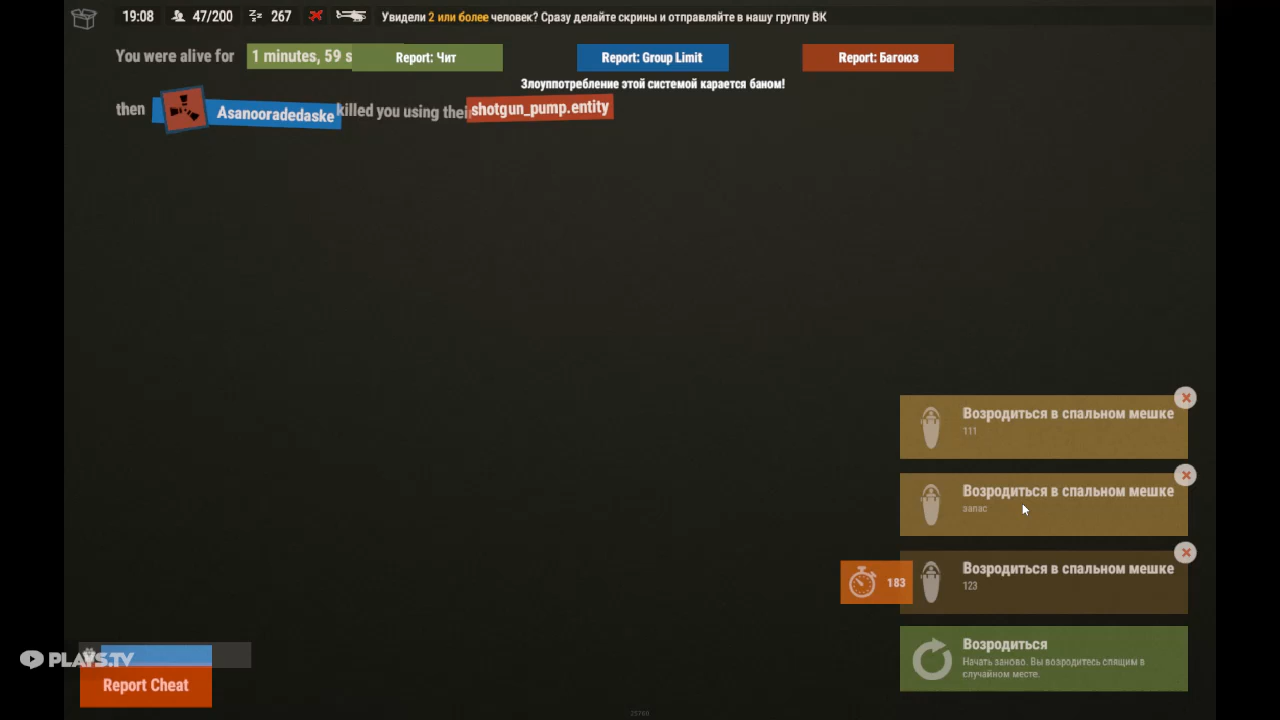 19:08 47/200 267 Увидели 2 или более человек? Сразу делайте скрины и отправляйте в нашу группу ВК
You were alive for 1 minutes, 59 s Report: Чит Report: Group Limit Report: Багоюз
Злоуппотребление этой системой карается баном!
then Asanooradedaske killed you using their shotgun_pump.entity
Возродиться в спальном мешке
111
Возродиться в спальном мешке
запас
183 Возродиться в спальном мешке
123
Возродиться
Начать заново. Вы возродитесь спящим в
случайном месте.
PLAYS.TV
Report Cheat